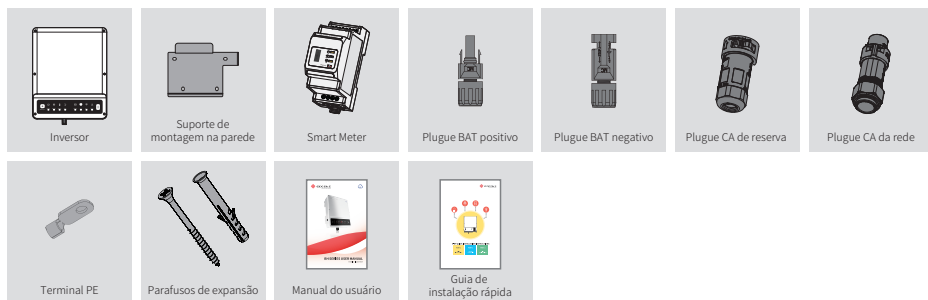 Inversor
Suporte de
montagem na parede
Smart Meter
Plugue BAT positivo
Plugue BAT negativo
Plugue CA de reserva
Plugue CA da rede
Terminal PE
Parafusos de expansão
Manual do usuário
Guia de
instalação rápida